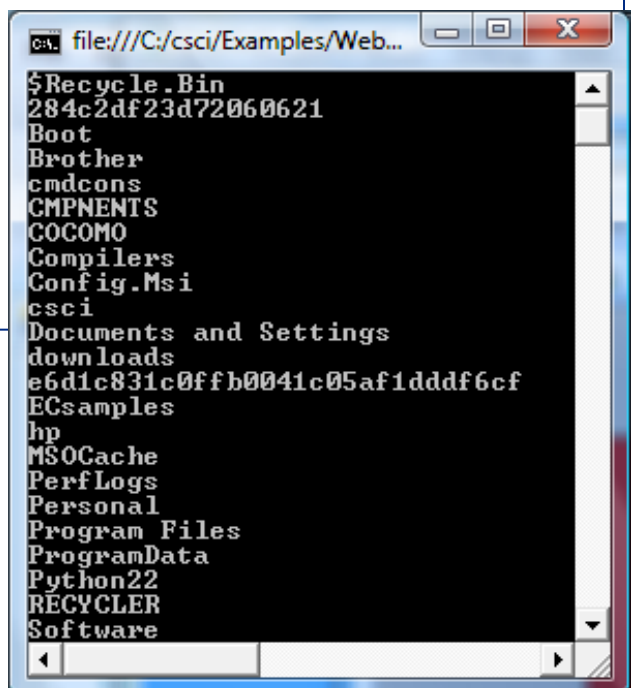 file:///C:/csci/Examples/Web...
$Recycle.Bin
284c2df23d72060621
Boot
Brother
cmdcons
CMPNENTS
COCOMO
Compilers
Config.Msi
csci
Documents and Settings
downloads
e6d1c831c0ffb0041c05af1dddf6cf
ECsamples
hp
MSOCache
PerfLogs
Personal
Program Files
ProgramData
Python22
RECYCLER
Software